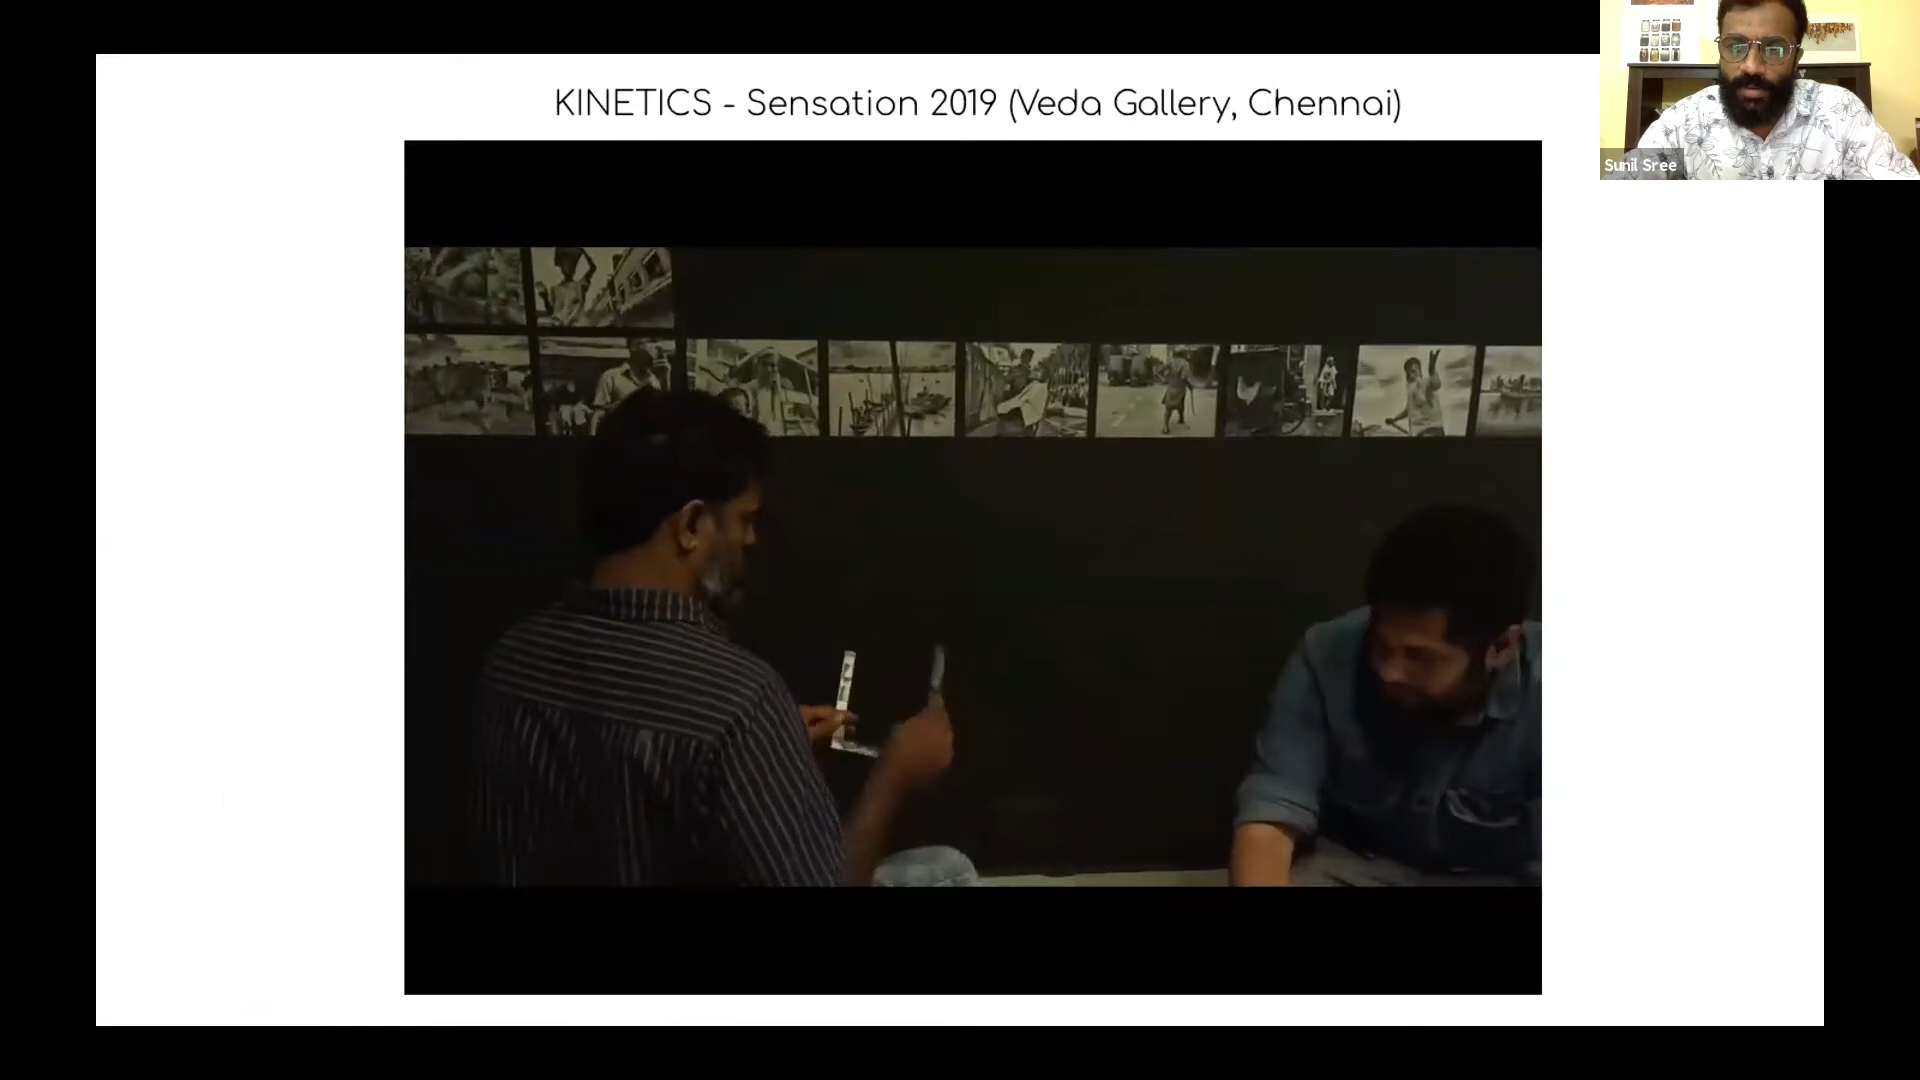 KINETICS - Sensation 2019 (Veda Gallery, Chennai)
Sunil Sree